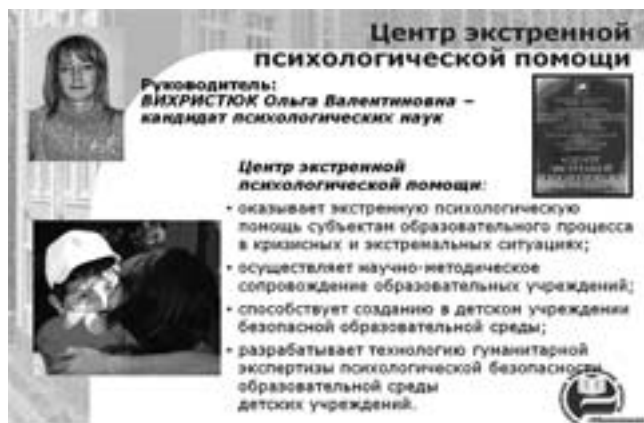 Центр экстренной
психологической помощи
Руководитель:
ВИХРИСТЮК Ольга Валентиновна –
кандидат психологических наук
Центр экстренной
психологической помощи:
• оказывает экстренную психологическую
помощь субъектам образовательного процесса
в кризисных и экстремальных ситуациях;
• осуществляет научно-методическое
сопровождение образовательных учреждений;
• способствует созданию в детском учреждении
безопасной образовательной среды;
• разрабатывает технологию гуманитарной
экспертизы психологической безопасности
образовательной среды
детских учреждений.